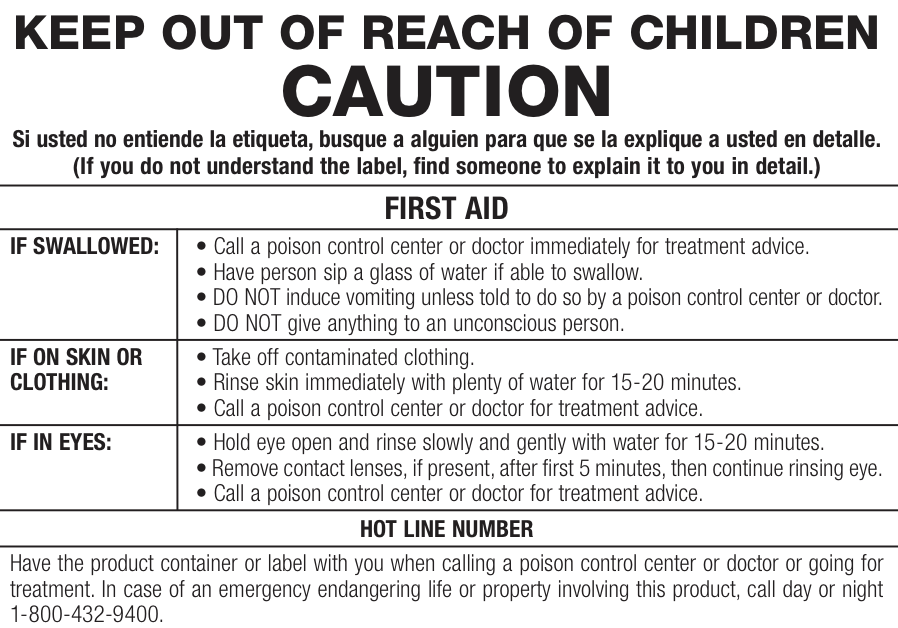 KEEP OUT OF REACH OF CHILDREN
CAUTION
Si usted no entiende la etiqueta, busque a alguien para que se la explique a usted en detalle.
(If you do not understand the label, find someone to explain it to you in detail.)
FIRST AID
IF SWALLOWED:
• Call a poison control center or doctor immediately for treatment advice.
• Have person sip a glass of water if able to swallow.
• DO NOT induce vomiting unless told to do so by a poison control center or doctor.
• DO NOT give anything to an unconscious person.
IF ON SKIN OR
CLOTHING:
• Take off contaminated clothing.
• Rinse skin immediately with plenty of water for 15-20 minutes.
• Call a poison control center or doctor for treatment advice.
IF IN EYES:
• Hold eye open and rinse slowly and gently with water for 15-20 minutes.
• Remove contact lenses, if present, after first 5 minutes, then continue rinsing eye.
• Call a poison control center or doctor for treatment advice.
HOT LINE NUMBER
Have the product container or label with you when calling a poison control center or doctor or going for
treatment. In case of an emergency endangering life or property involving this product, call day or night
1-800-432-9400.